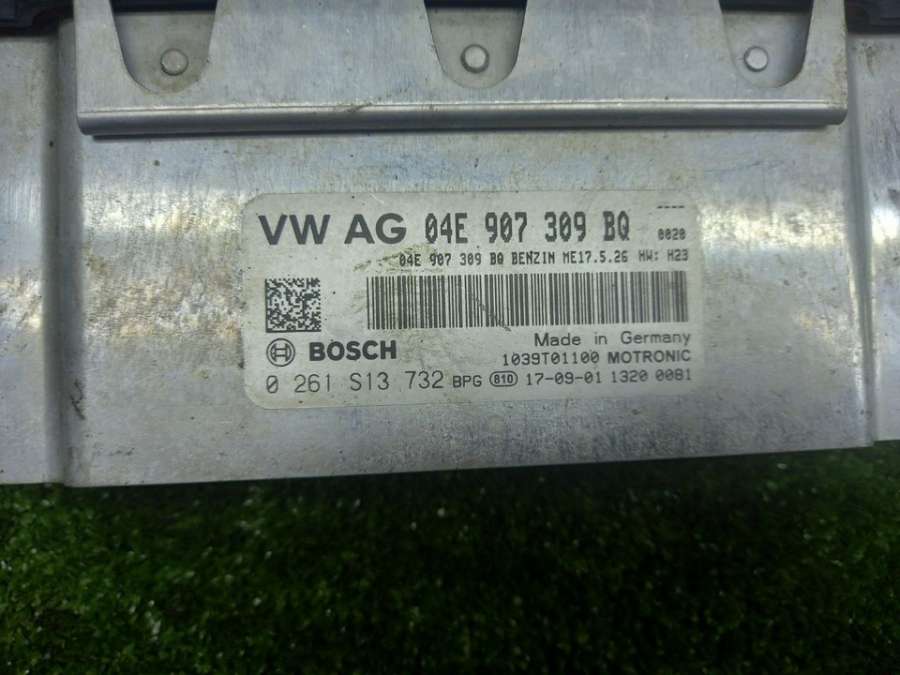 ----
VW AG 04E 907 309 BQ 0020
04E 907 309 BQ BENZIN ME17.5.26 HW: H23
Made in Germany
BOSCH 1039T01100 MOTRONIC
0 261 S13 732 BPG 810 17-09-01 1320 0081